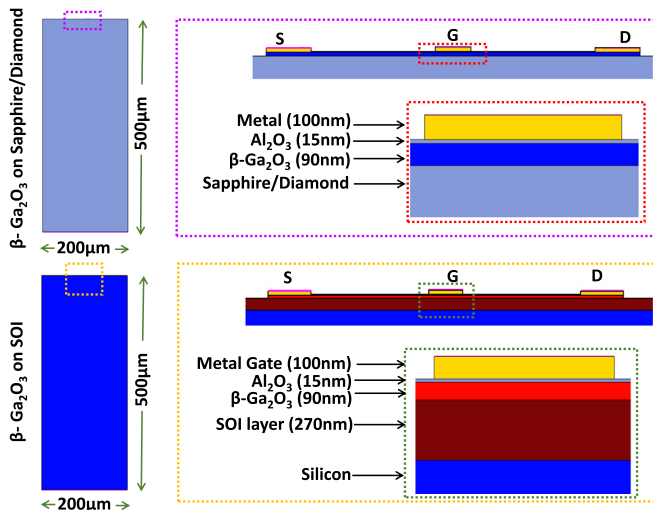 β- Ga₂O₃ on Sapphire/Diamond
500µm
200µm
S
G
D
Metal (100nm)
Al₂O₃ (15nm)
β-Ga₂O₃ (90nm)
Sapphire/Diamond
β- Ga₂O₃ on SOI
500µm
200µm
S
G
D
Metal Gate (100nm)
Al₂O₃ (15nm)
β-Ga₂O₃ (90nm)
SOI layer (270nm)
Silicon